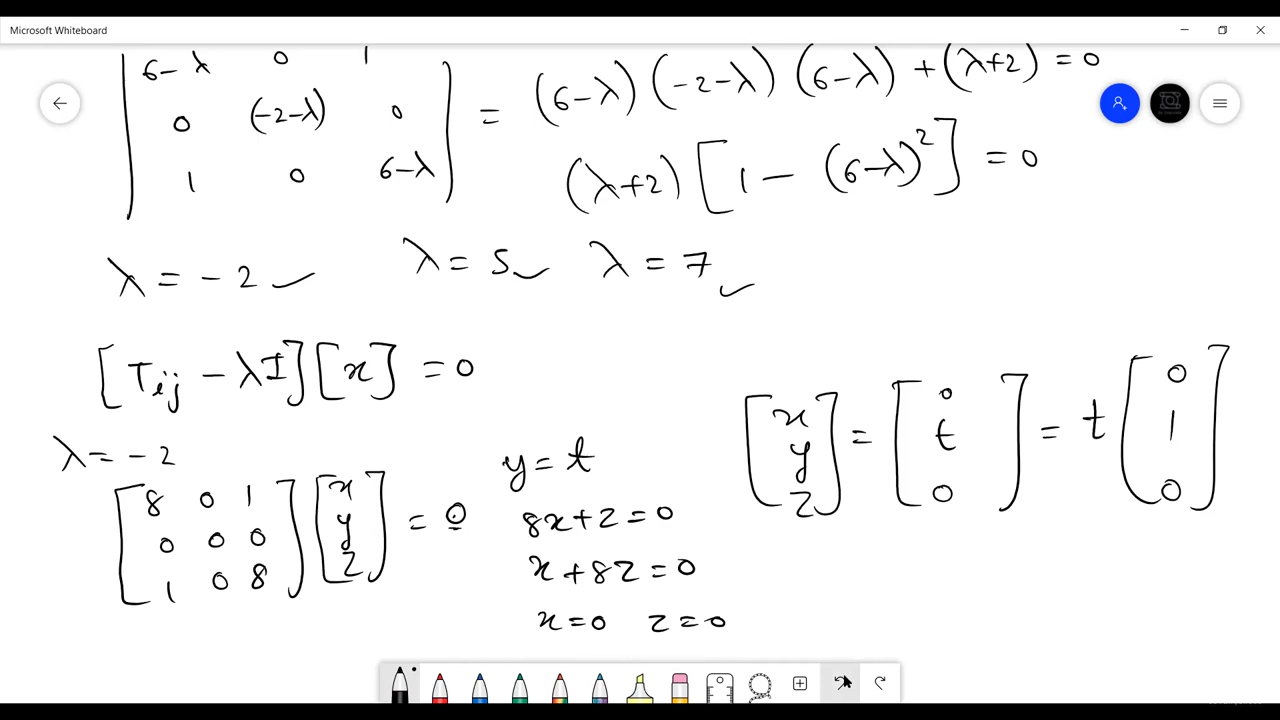 Microsoft Whiteboard
| 6-λ 0 1 |
| 0 (-2-λ) 0 | = (6-λ) (-2-λ) (6-λ) + (λ+2) = 0
| 1 0 6-λ | (λ+2) [1 - (6-λ)²] = 0
λ = -2 ✓ λ = 5 ✓ λ = 7 ✓
[Tij - λI] [x] = 0
λ = -2
[8 0 1] [x]
[0 0 0] [y] = 0
[1 0 8] [z]
y = t
8x + z = 0
x + 8z = 0
x = 0 z = 0
[x] [0] [0]
[y] = [t] = t [1]
[z] [0] [0]